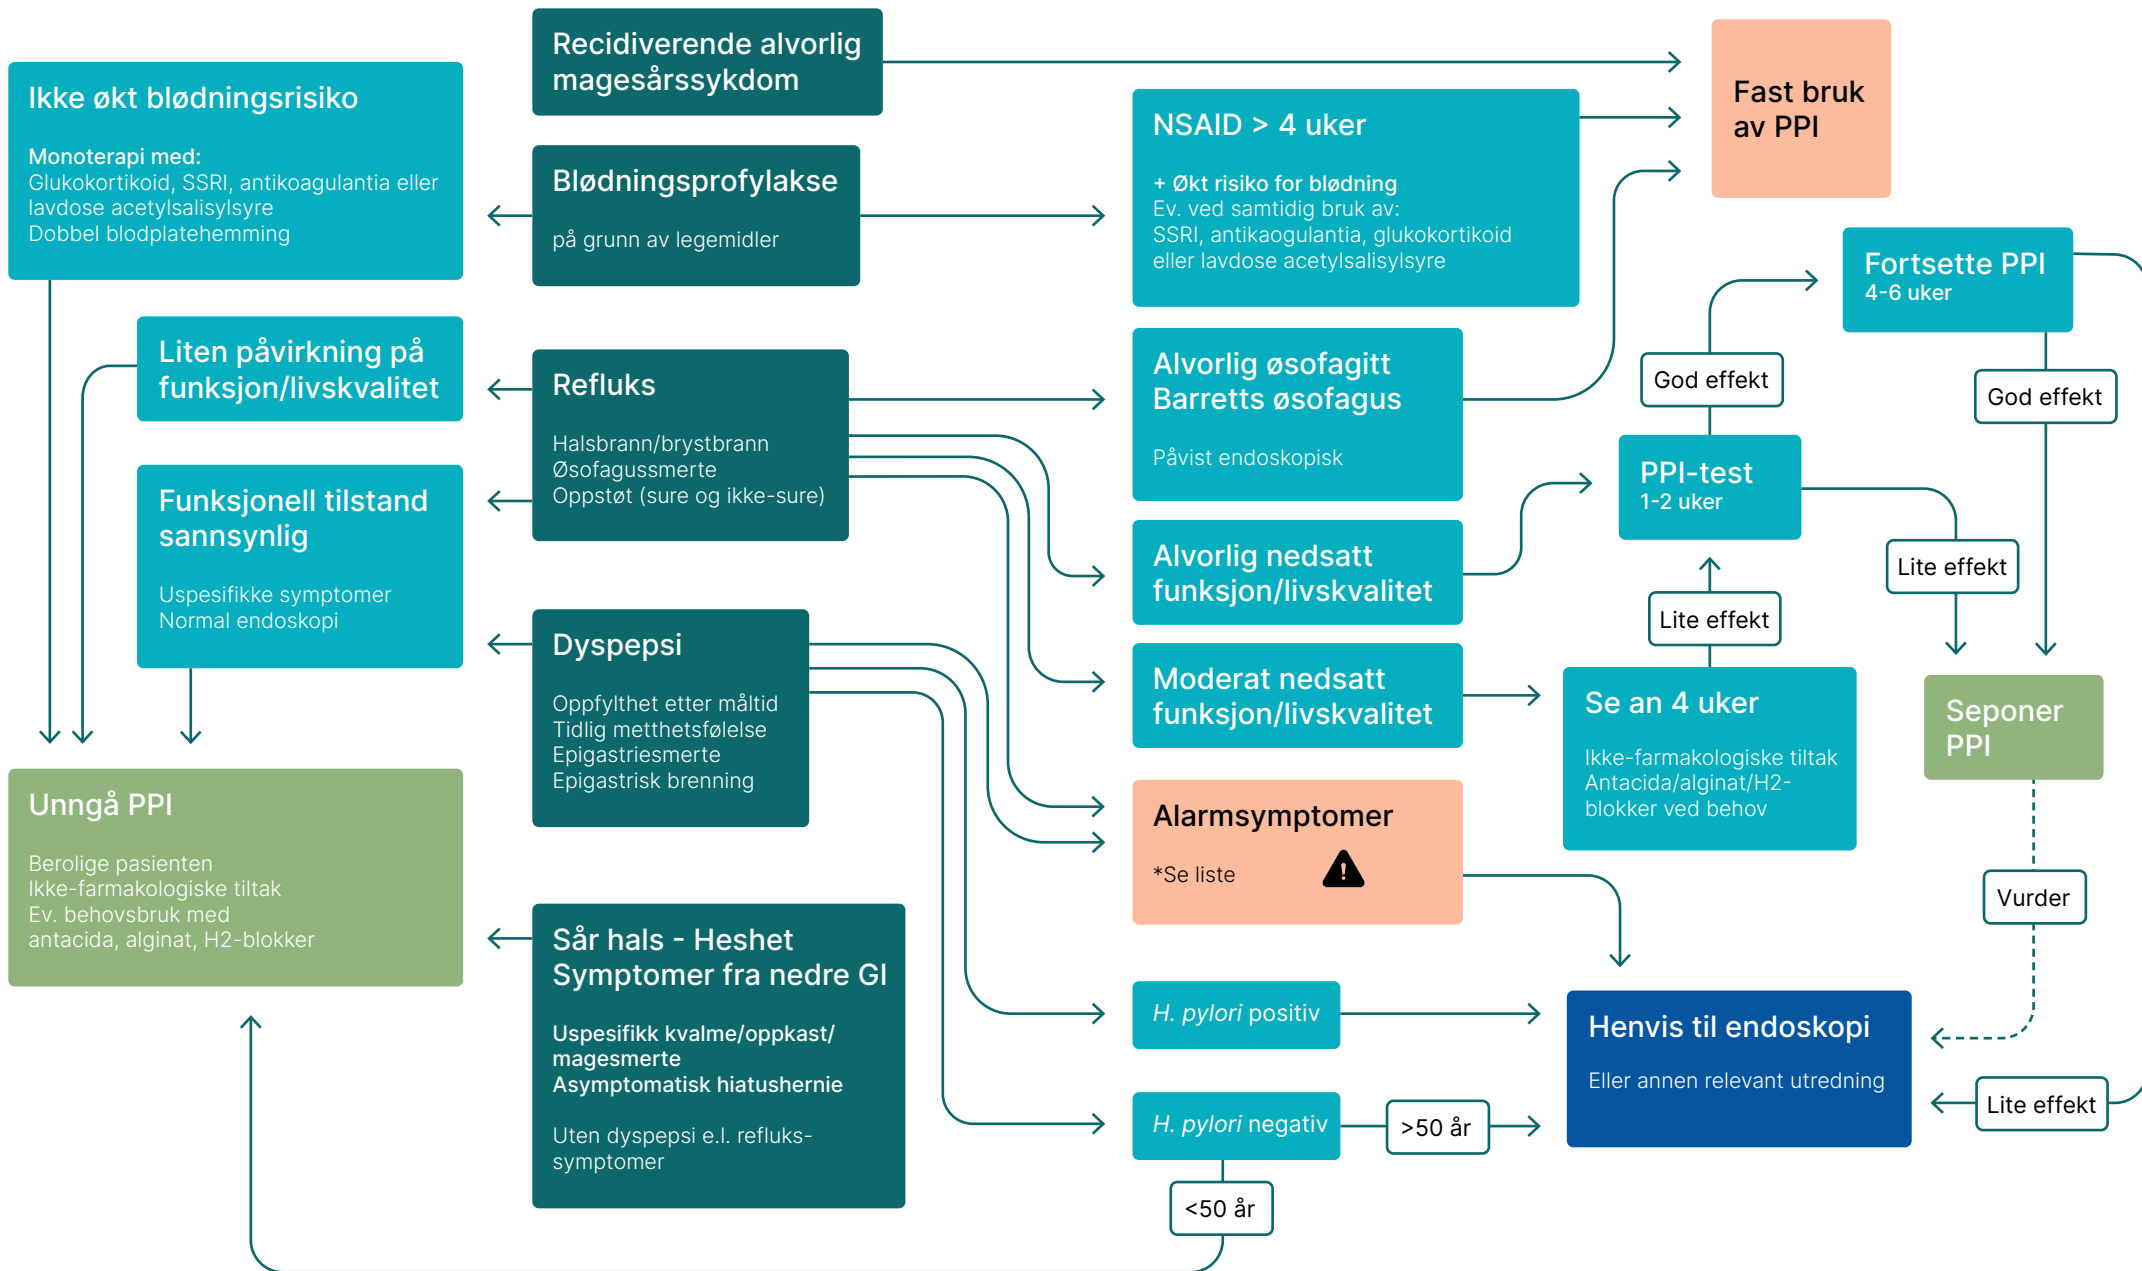 Recidiverende alvorlig
magesårssykdom
Fast bruk
av PPI
Ikke økt blødningsrisiko
Monoterapi med:
Glukokortikoid, SSRI, antikoagulantia eller
lavdose acetylsalisylsyre
Dobbel blodplatehemming
Blødningsprofylakse
på grunn av legemidler
NSAID > 4 uker
+ Økt risiko for blødning
Ev. ved samtidig bruk av:
SSRI, antikaogulantia, glukokortikoid
eller lavdose acetylsalisylsyre
Fortsette PPI
4-6 uker
Liten påvirkning på
funksjon/livskvalitet
Refluks
Halsbrann/brystbrann
Øsofagussmerte
Oppstøt (sure og ikke-sure)
Alvorlig øsofagitt
Barretts øsofagus
Påvist endoskopisk
God effekt
God effekt
PPI-test
1-2 uker
Funksjonell tilstand
sannsynlig
Uspesifikke symptomer
Normal endoskopi
Alvorlig nedsatt
funksjon/livskvalitet
Lite effekt
Lite effekt
Dyspepsi
Oppfylthet etter måltid
Tidlig metthetsfølelse
Epigastriesmerte
Epigastrisk brenning
Moderat nedsatt
funksjon/livskvalitet
Se an 4 uker
Ikke-farmakologiske tiltak
Antacida/alginat/H2-
blokker ved behov
Seponer
PPI
Unngå PPI
Berolige pasienten
Ikke-farmakologiske tiltak
Ev. behovsbruk med
antacida, alginat, H2-blokker
Alarmsymptomer
*Se liste
Vurder
Sår hals - Heshet
Symptomer fra nedre GI
Uspesifikk kvalme/oppkast/
magesmerte
Asymptomatisk hiatushernie
Uten dyspepsi e.l. refluks-
symptomer
H. pylori positiv
Henvis til endoskopi
Eller annen relevant utredning
H. pylori negativ
>50 år
Lite effekt
<50 år